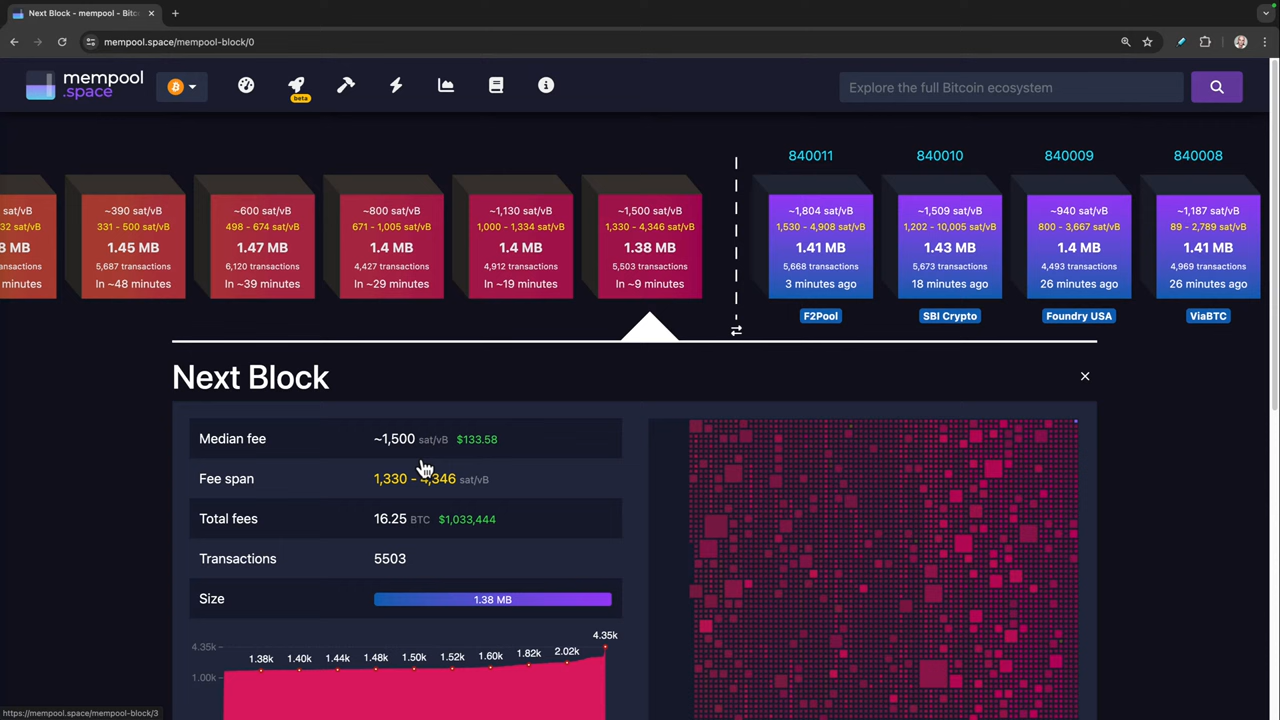 Next Block - mempool - Bitc
mempool.space/mempool-block/0
mempool
.space
beta
Explore the full Bitcoin ecosystem
840011
840010
840009
840008
sat/vB
32 sat/vB
8 MB
sactions
minutes
~390 sat/vB
331 - 500 sat/vB
1.45 MB
5,687 transactions
In ~48 minutes
~600 sat/vB
498 - 674 sat/vB
1.47 MB
6,120 transactions
In ~39 minutes
~800 sat/vB
671 - 1,005 sat/vB
1.4 MB
4,427 transactions
In ~29 minutes
~1,130 sat/vB
1,000 - 1,334 sat/vB
1.4 MB
4,912 transactions
In ~19 minutes
~1,500 sat/vB
1,330 - 4,346 sat/vB
1.38 MB
5,503 transactions
In ~9 minutes
~1,804 sat/vB
1,530 - 4,908 sat/vB
1.41 MB
5,668 transactions
3 minutes ago
F2Pool
~1,509 sat/vB
1,202 - 10,005 sat/vB
1.43 MB
5,673 transactions
18 minutes ago
SBI Crypto
~940 sat/vB
800 - 3,667 sat/vB
1.4 MB
4,493 transactions
26 minutes ago
Foundry USA
~1,187 sat/vB
89 - 2,789 sat/vB
1.41 MB
4,969 transactions
26 minutes ago
ViaBTC
Next Block
Median fee ~1,500 sat/vB $133.58
Fee span 1,330 - 4,346 sat/vB
Total fees 16.25 BTC $1,033,444
Transactions 5503
Size 1.38 MB
4.35k
4.35k
1.38k 1.40k 1.44k 1.48k 1.50k 1.52k 1.60k 1.82k 2.02k
1.00k
https://mempool.space/mempool-block/3